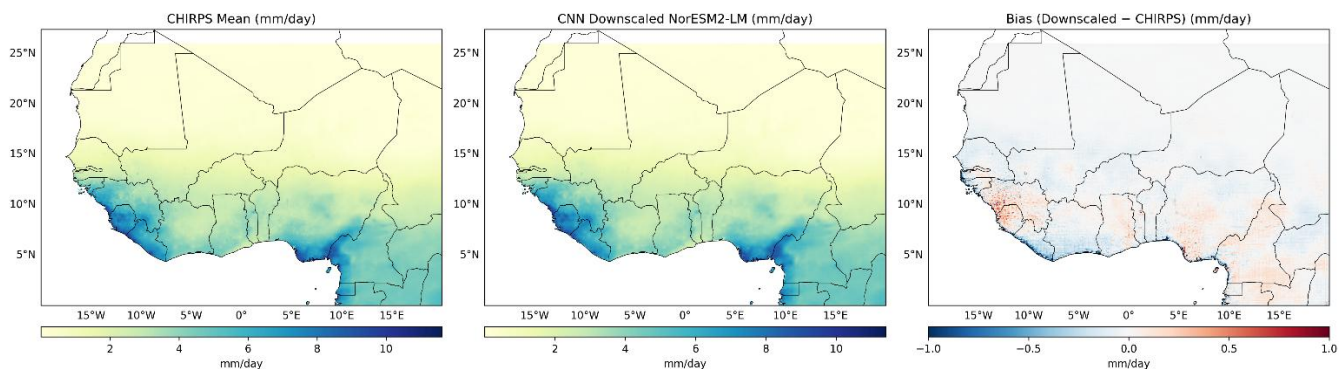 CHIRPS Mean (mm/day)
25°N
20°N
15°N
10°N
5°N
15°W 10°W 5°W 0° 5°E 10°E 15°E
2 4 6 8 10
mm/day
CNN Downscaled NorESM2-LM (mm/day)
25°N
20°N
15°N
10°N
5°N
15°W 10°W 5°W 0° 5°E 10°E 15°E
2 4 6 8 10
mm/day
Bias (Downscaled − CHIRPS) (mm/day)
25°N
20°N
15°N
10°N
5°N
15°W 10°W 5°W 0° 5°E 10°E 15°E
−1.0 −0.5 0.0 0.5 1.0
mm/day